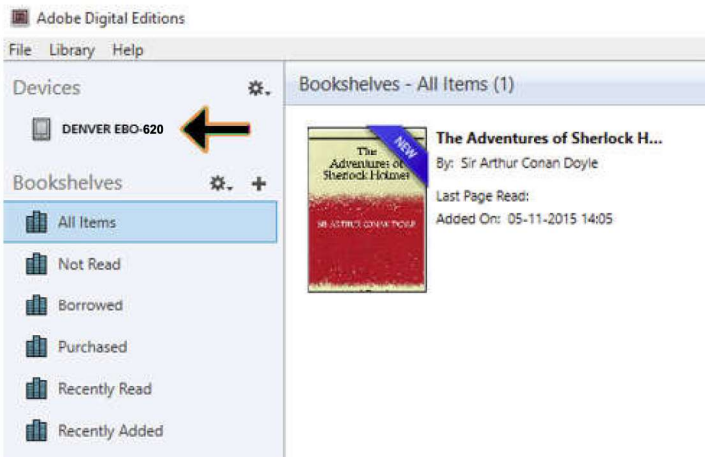 Adobe Digital Editions
File Library Help
Devices
DENVER EBO-620
Bookshelves
All Items
Not Read
Borrowed
Purchased
Recently Read
Recently Added
Bookshelves - All Items (1)
NEW
The
Adventures of
Sherlock Holmes
SIR ARTHUR CONAN DOYLE
The Adventures of Sherlock H...
By: Sir Arthur Conan Doyle
Last Page Read:
Added On: 05-11-2015 14:05